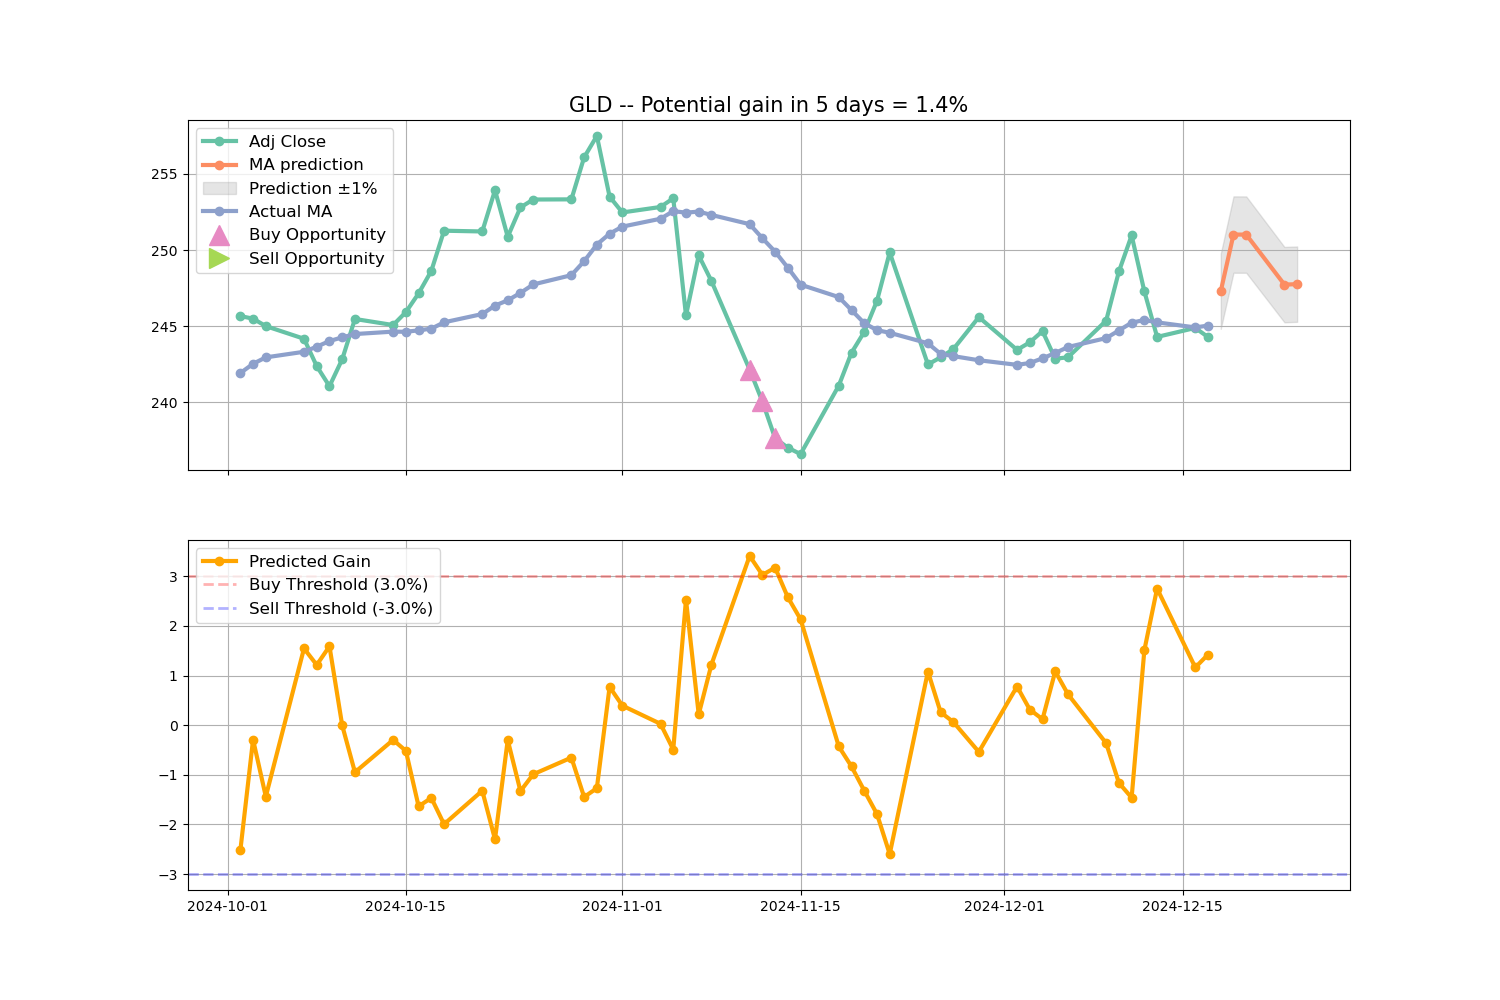 GLD -- Potential gain in 5 days = 1.4%
Adj Close
MA prediction
Prediction ±1%
Actual MA
Buy Opportunity
Sell Opportunity
255
250
245
240
Predicted Gain
Buy Threshold (3.0%)
Sell Threshold (-3.0%)
3
2
1
0
−1
−2
−3
2024-10-01
2024-10-15
2024-11-01
2024-11-15
2024-12-01
2024-12-15